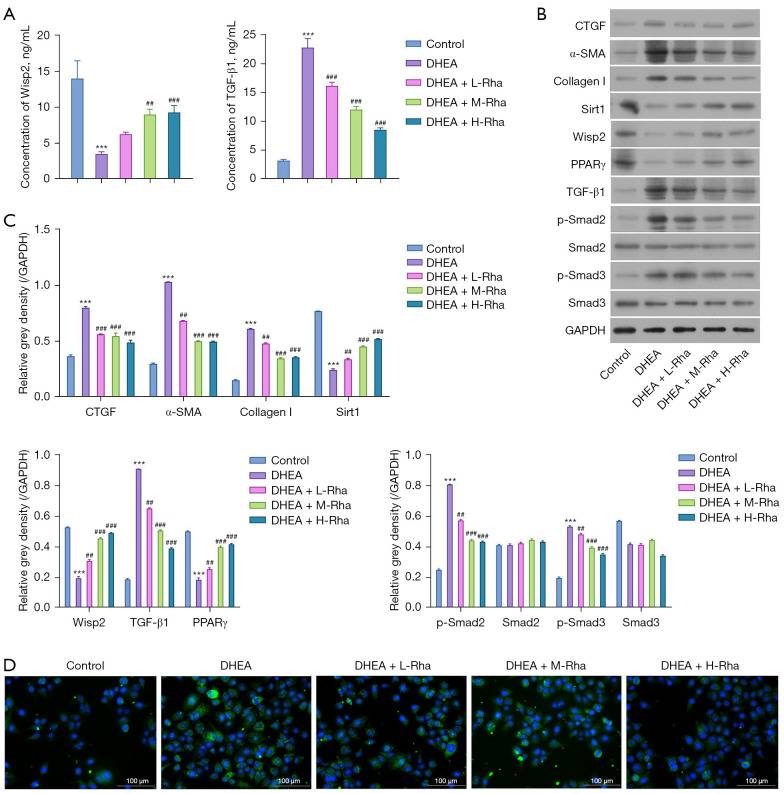 A
Concentration of Wisp2, ng/mL
20
15
10
5
0
***
##
###
Concentration of TGF-β1, ng/mL
25
20
15
10
5
0
***
###
###
###
Control
DHEA
DHEA + L-Rha
DHEA + M-Rha
DHEA + H-Rha
B
CTGF
α-SMA
Collagen I
Sirt1
Wisp2
PPARγ
TGF-β1
p-Smad2
Smad2
p-Smad3
Smad3
GAPDH
Control
DHEA
DHEA + L-Rha
DHEA + M-Rha
DHEA + H-Rha
C
Relative grey density (/GAPDH)
1.5
1.0
0.5
0.0
***
###
###
###
***
##
###
###
***
##
###
###
***
##
###
###
CTGF
α-SMA
Collagen I
Sirt1
Control
DHEA
DHEA + L-Rha
DHEA + M-Rha
DHEA + H-Rha
Relative grey density (/GAPDH)
1.0
0.8
0.6
0.4
0.2
0.0
***
##
###
###
***
##
###
###
***
##
###
###
Wisp2
TGF-β1
PPARγ
Control
DHEA
DHEA + L-Rha
DHEA + M-Rha
DHEA + H-Rha
Relative grey density (/GAPDH)
1.0
0.8
0.6
0.4
0.2
0.0
***
##
###
###
***
##
###
###
p-Smad2
Smad2
p-Smad3
Smad3
Control
DHEA
DHEA + L-Rha
DHEA + M-Rha
DHEA + H-Rha
D
Control
DHEA
DHEA + L-Rha
DHEA + M-Rha
DHEA + H-Rha
100 μm
100 μm
100 μm
100 μm
100 μm